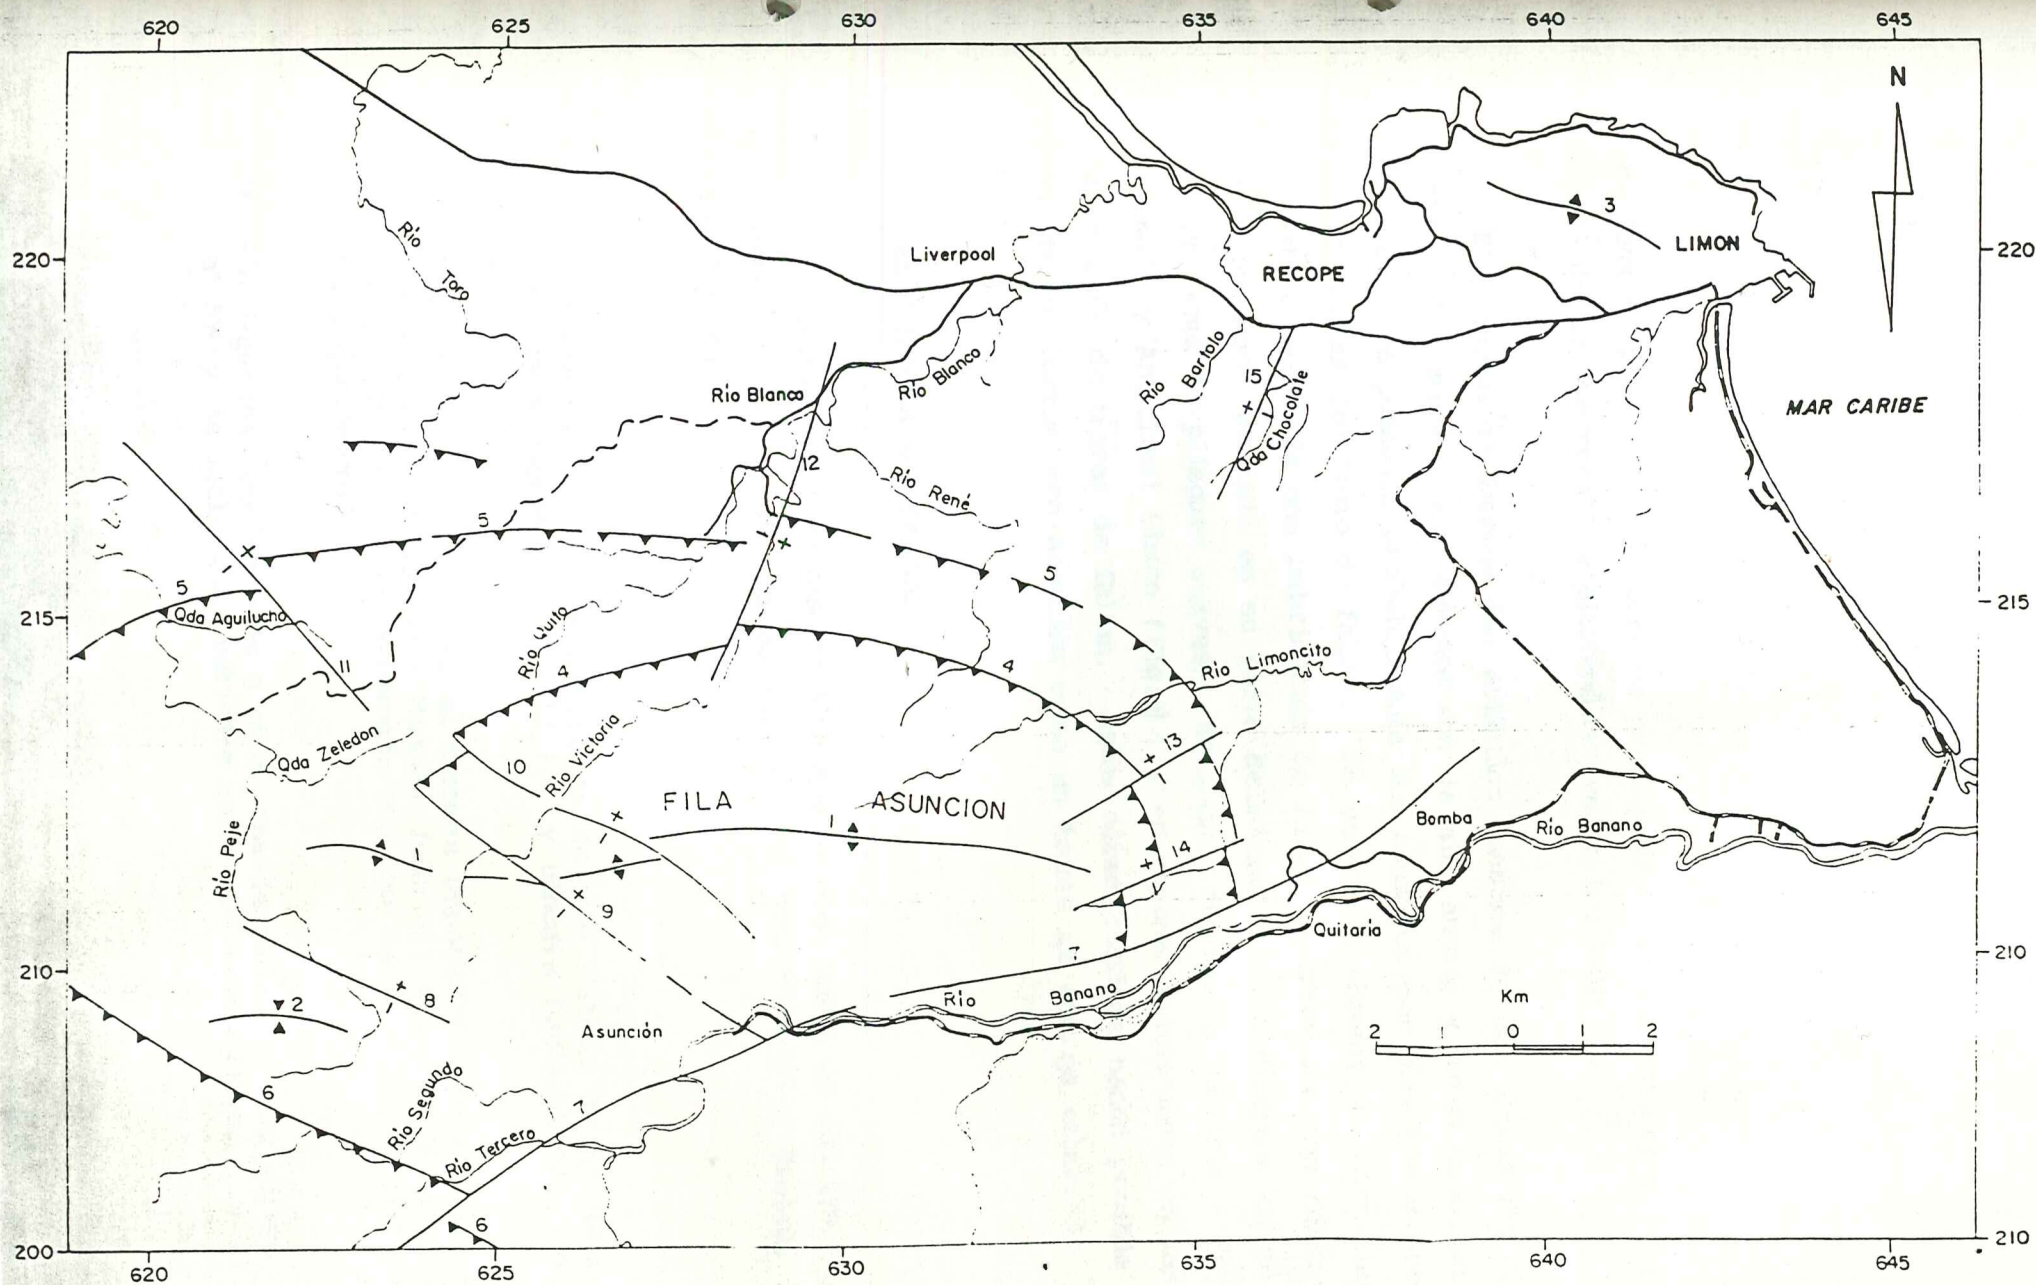 620 625 630 635 640 645
N
3
LIMON
220 220
Río
Toro
Liverpool
RECOPE
Río Blanco
Río Blanco
Río Bartolo
15
+
Qda Chocolate
MAR CARIBE
12
Río René
5
+
+
5
5
215 215
Qda Aguilucho
Río Quito
4
4
11
Río Limoncito
Qda Zeledon
10
Río Victoria
+
13
+
FILA ASUNCION
1
Bomba
Río Banano
Río Peje
1
14
+
+
9
7
Quitaria
210 210
+
8
2
Asunción
Río Banano
Km
2 1 0 1 2
6
Río Segundo
7
Río Tercero
6
200 210
620 625 630 635 640 645